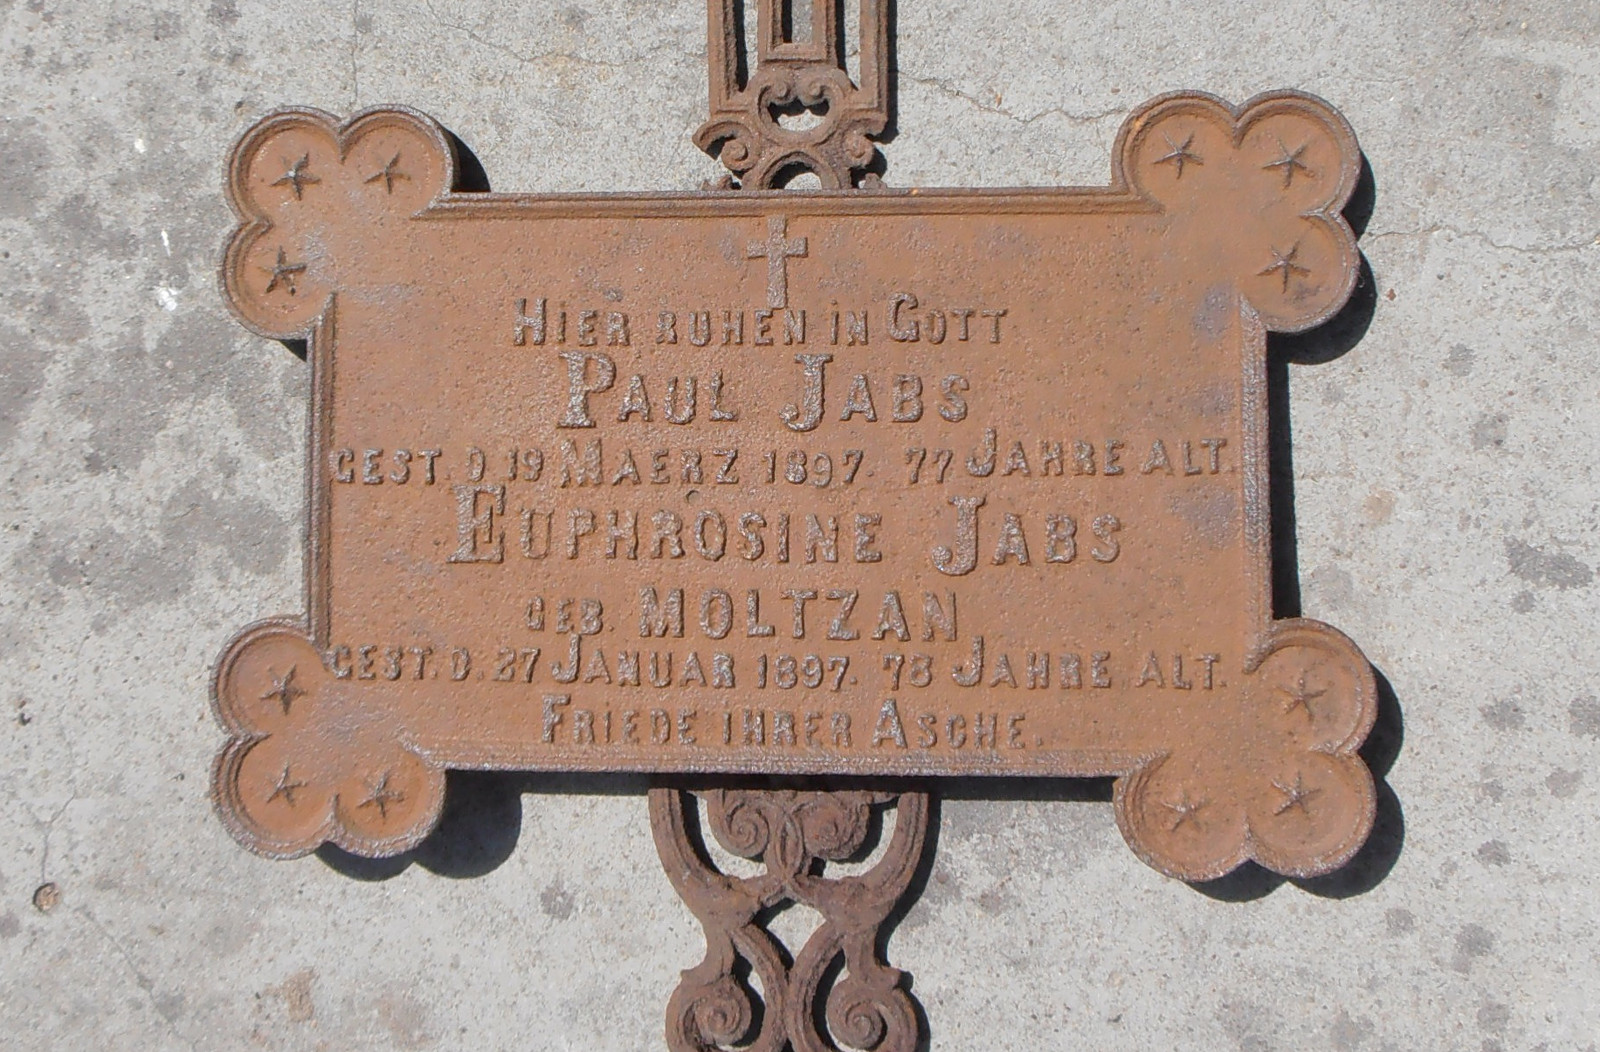 HIER RUHEN IN GOTT
PAUL JABS
GEST. D 19 MAERZ 1897. 77 JAHRE ALT.
EUPHROSINE JABS
GEB. MOLTZAN,
GEST. D. 27 JANUAR 1897. 78 JAHRE ALT.
FRIEDE IHRER ASCHE.